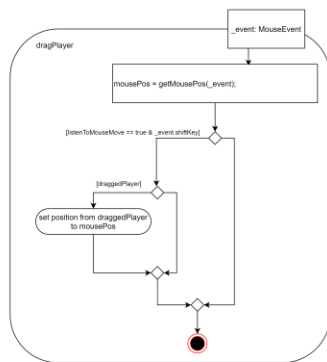 _event: MouseEvent
dragPlayer
mousePos = getMousePos(_event);
[listenToMouseMove == true & _event.shiftKey]
[draggedPlayer]
set position from draggedPlayer
to mousePos